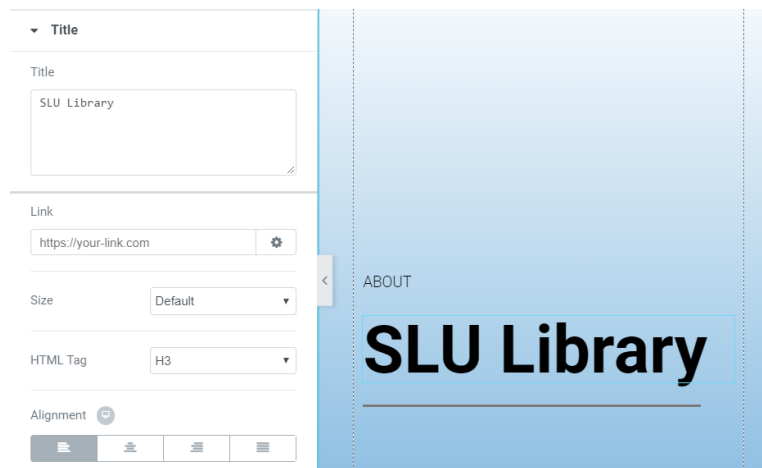 Title
Title
SLU Library
Link
https://your-link.com
Size
Default
HTML Tag
H3
Alignment
ABOUT
SLU Library